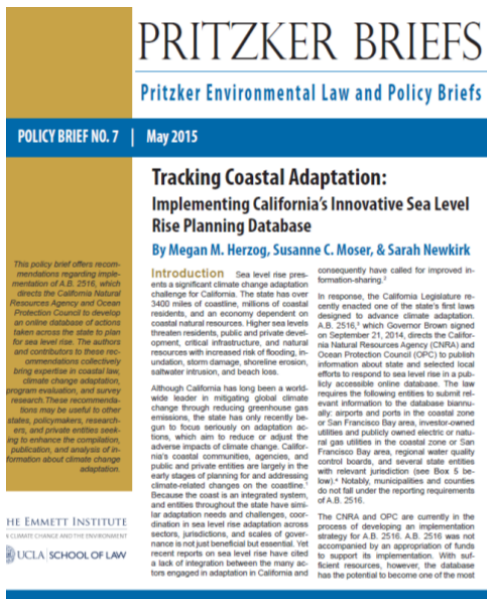 PRITZKER BRIEFS
Pritzker Environmental Law and Policy Briefs
POLICY BRIEF NO. 7 | May 2015
Tracking Coastal Adaptation:
Implementing California's Innovative Sea Level
Rise Planning Database
By Megan M. Herzog, Susanne C. Moser, & Sarah Newkirk
This policy brief offers recom-
mendations regarding imple-
mentation of A.B. 2516, which
directs the California Natural
Resources Agency and Ocean
Protection Council to develop
an online database of actions
taken across the state to plan
for sea level rise. The authors
and contributors to these rec-
ommendations collectively
bring expertise in coastal law,
climate change adaptation,
program evaluation, and survey
research. These recommenda-
tions may be useful to other
states, policymakers, research-
ers, and private entities seek-
ing to enhance the compilation,
publication, and analysis of in-
formation about climate change
adaptation.
HE EMMETT INSTITUTE
N CLIMATE CHANGE AND THE ENVIRONMENT
UCLA SCHOOL OF LAW
Introduction Sea level rise pres-
ents a significant climate change adaptation
challenge for California. The state has over
3400 miles of coastline, millions of coastal
residents, and an economy dependent on
coastal natural resources. Higher sea levels
threaten residents, public and private devel-
opment, critical infrastructure, and natural
resources with increased risk of flooding, in-
undation, storm damage, shoreline erosion,
saltwater intrusion, and beach loss.
Although California has long been a world-
wide leader in mitigating global climate
change through reducing greenhouse gas
emissions, the state has only recently be-
gun to focus seriously on adaptation ac-
tions, which aim to reduce or adjust the
adverse impacts of climate change. Califor-
nia's coastal communities, agencies, and
public and private entities are largely in the
early stages of planning for and addressing
climate-related changes on the coastline.¹
Because the coast is an integrated system,
and entities throughout the state have simi-
lar adaptation needs and challenges, coor-
dination in sea level rise adaptation across
sectors, jurisdictions, and scales of gover-
nance is not just beneficial but essential. Yet
recent reports on sea level rise have cited
a lack of integration between the many ac-
tors engaged in adaptation in California and
consequently have called for improved in-
formation-sharing.²
In response, the California Legislature re-
cently enacted one of the state's first laws
designed to advance climate adaptation.
A.B. 2516,³ which Governor Brown signed
on September 21, 2014, directs the Califor-
nia Natural Resources Agency (CNRA) and
Ocean Protection Council (OPC) to publish
information about state and selected local
efforts to respond to sea level rise in a pub-
licly accessible online database. The law
requires the following entities to submit rel-
evant information to the database biannu-
ally: airports and ports in the coastal zone
or San Francisco Bay area, investor-owned
utilities and publicly owned electric or natu-
ral gas utilities in the coastal zone or San
Francisco Bay area, regional water quality
control boards, and several state entities
with relevant jurisdiction (see Box 5 be-
low).⁴ Notably, municipalities and counties
do not fall under the reporting requirements
of A.B. 2516.
The CNRA and OPC are currently in the
process of developing an implementation
strategy for A.B. 2516. A.B. 2516 was not
accompanied by an appropriation of funds
to support its implementation. With suf-
ficient resources, however, the database
has the potential to become one of the most